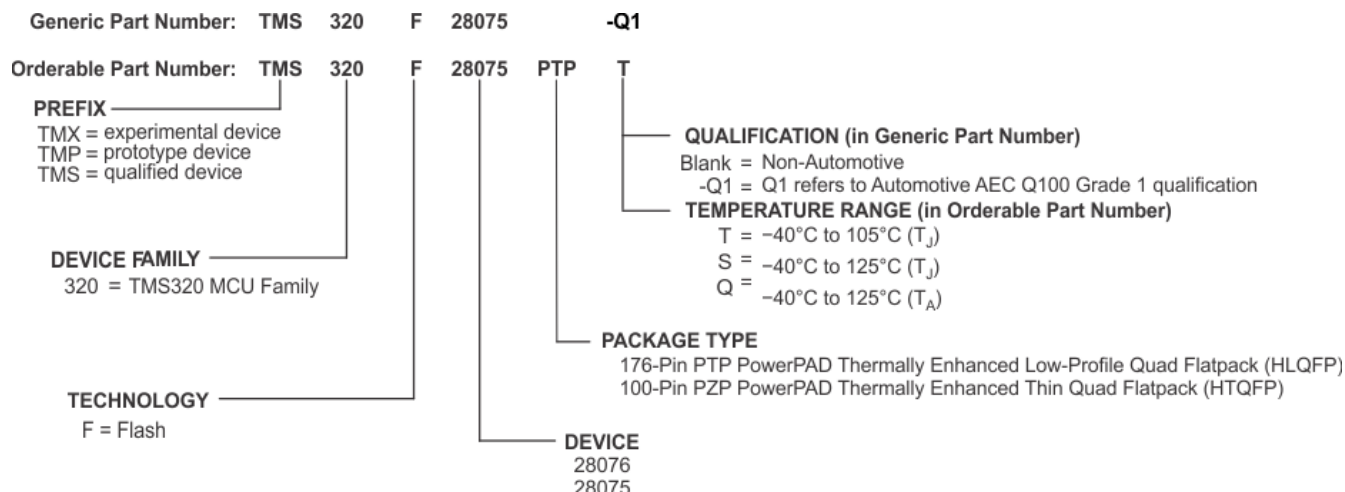 Generic Part Number: TMS 320 F 28075 -Q1
Orderable Part Number: TMS 320 F 28075 PTP T
PREFIX
TMX = experimental device
TMP = prototype device
TMS = qualified device
QUALIFICATION (in Generic Part Number)
Blank = Non-Automotive
-Q1 = Q1 refers to Automotive AEC Q100 Grade 1 qualification
TEMPERATURE RANGE (in Orderable Part Number)
T = −40°C to 105°C (TJ)
S = −40°C to 125°C (TJ)
Q = −40°C to 125°C (TA)
DEVICE FAMILY
320 = TMS320 MCU Family
PACKAGE TYPE
176-Pin PTP PowerPAD Thermally Enhanced Low-Profile Quad Flatpack (HLQFP)
100-Pin PZP PowerPAD Thermally Enhanced Thin Quad Flatpack (HTQFP)
TECHNOLOGY
F = Flash
DEVICE
28076
28075